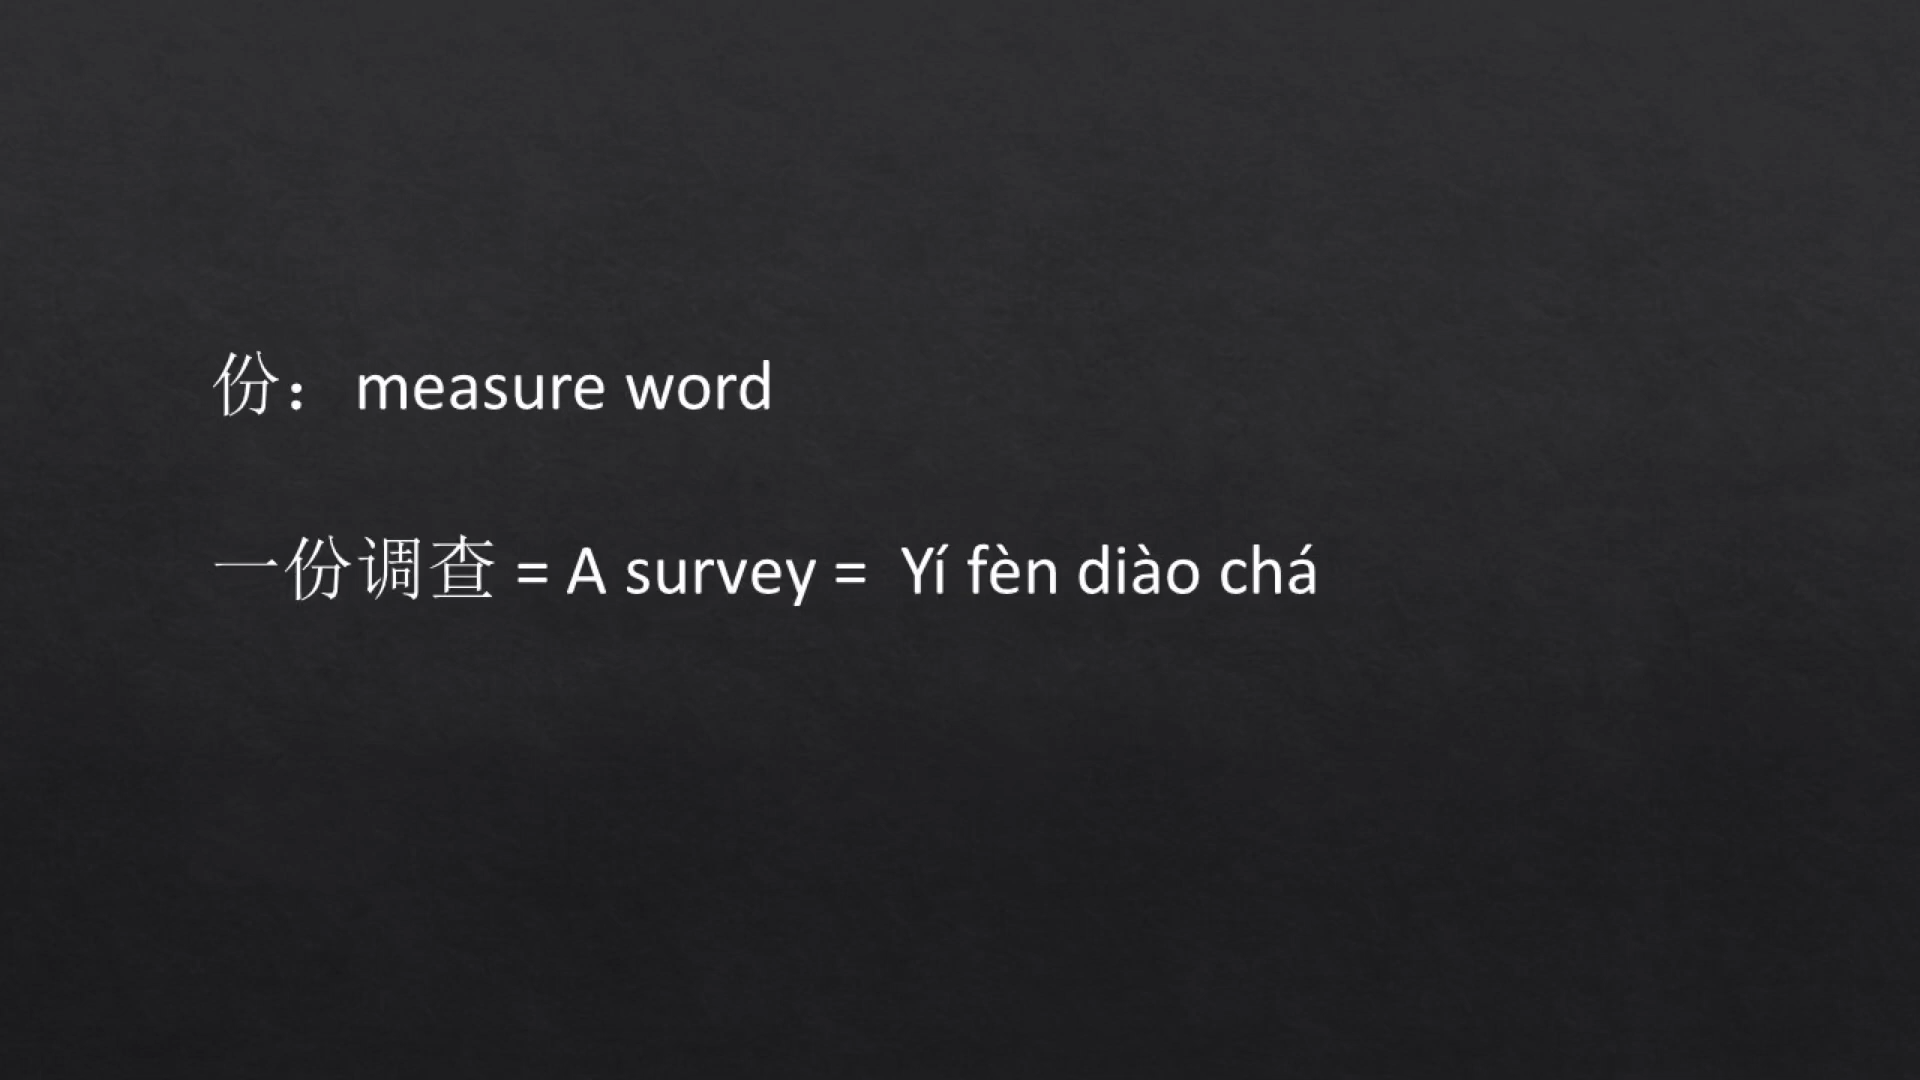 份： measure word
一份调查 = A survey =  Yí fèn diào chá